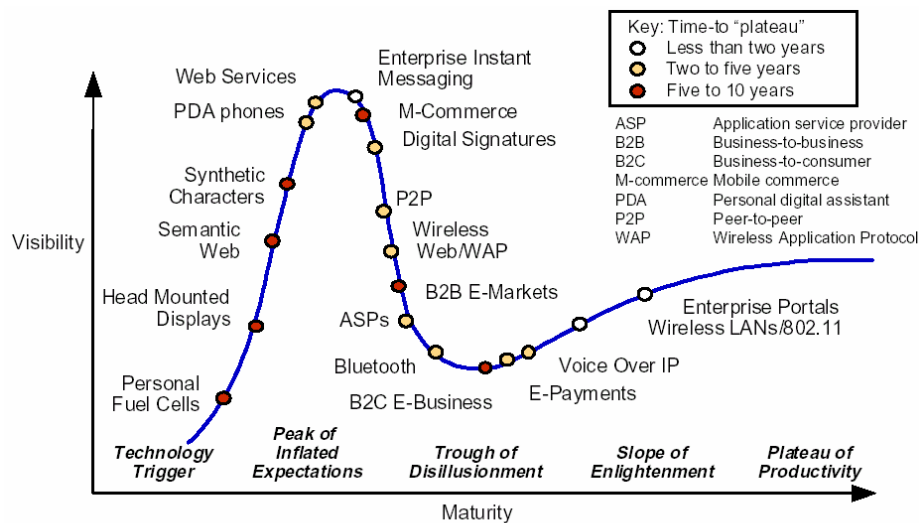 Key: Time-to “plateau”
Less than two years
Two to five years
Five to 10 years
ASP Application service provider
B2B Business-to-business
B2C Business-to-consumer
M-commerce Mobile commerce
PDA Personal digital assistant
P2P Peer-to-peer
WAP Wireless Application Protocol
Visibility
Web Services
PDA phones
Synthetic
Characters
Semantic
Web
Head Mounted
Displays
Personal
Fuel Cells
Enterprise Instant
Messaging
M-Commerce
Digital Signatures
P2P
Wireless
Web/WAP
B2B E-Markets
ASPs
Bluetooth
B2C E-Business
E-Payments
Voice Over IP
Enterprise Portals
Wireless LANs/802.11
Technology
Trigger
Peak of
Inflated
Expectations
Trough of
Disillusionment
Slope of
Enlightenment
Plateau of
Productivity
Maturity